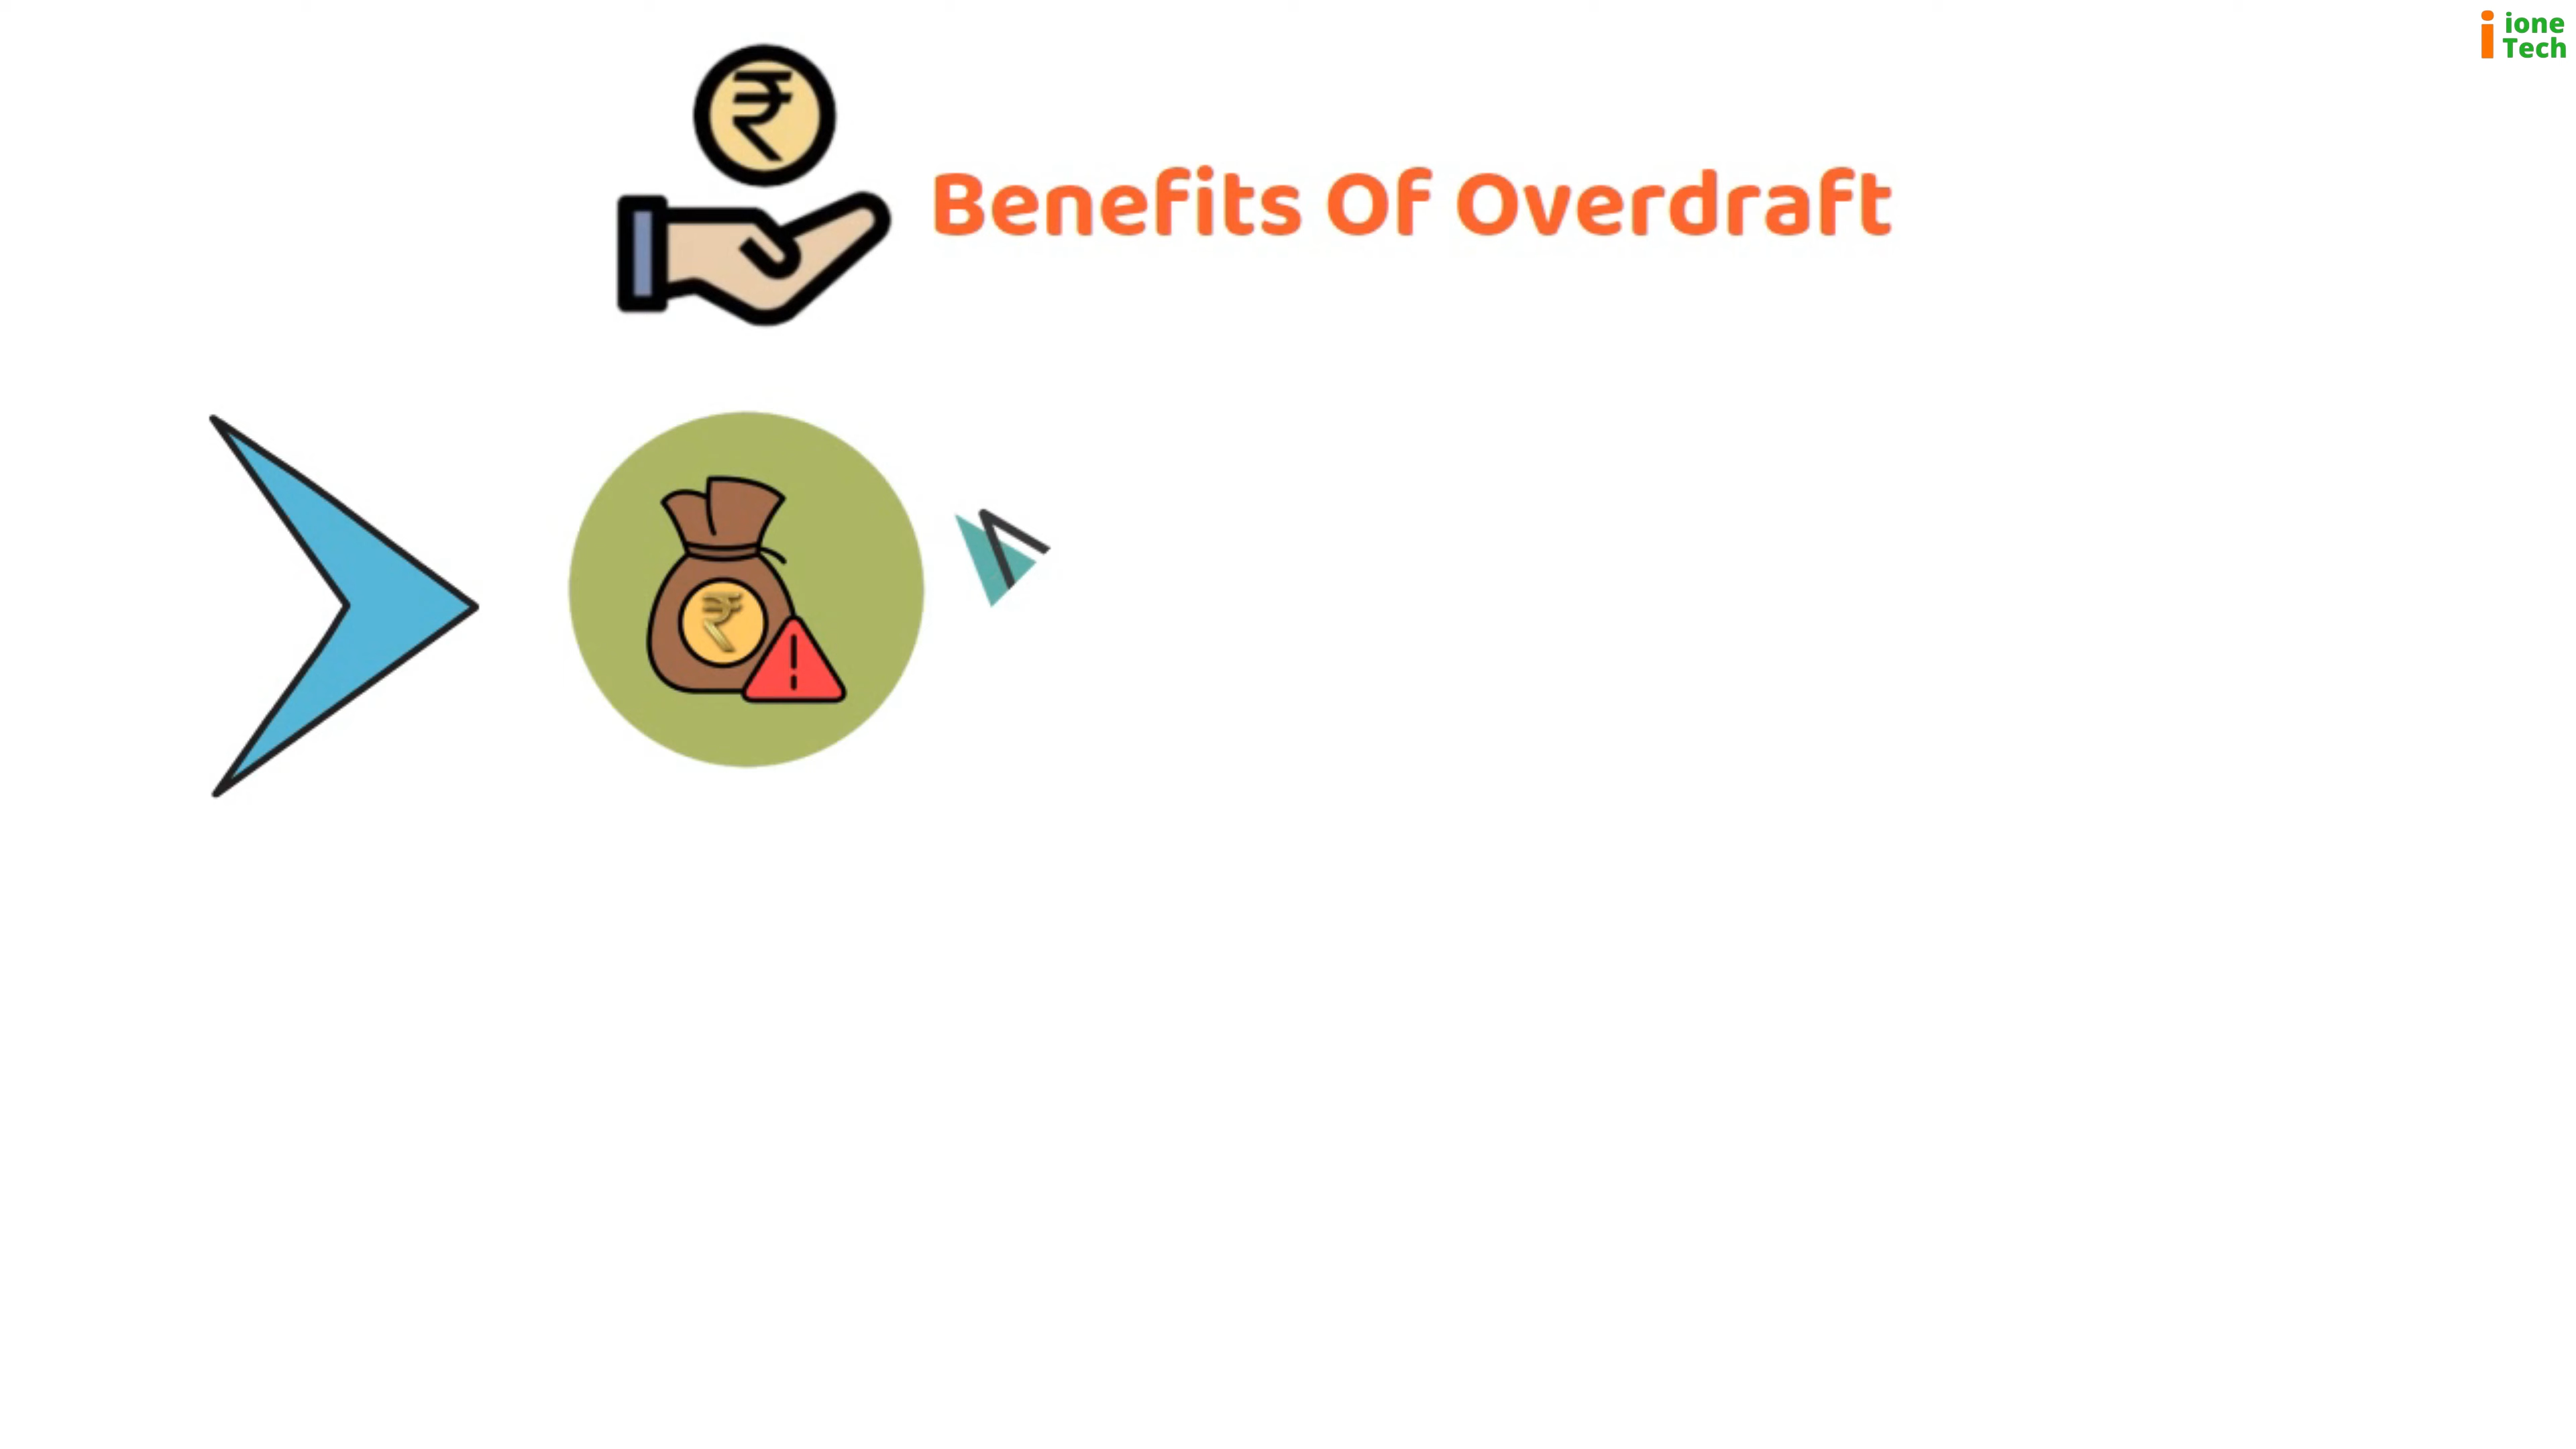 i ione
Tech
₹
Benefits Of Overdraft
₹
!